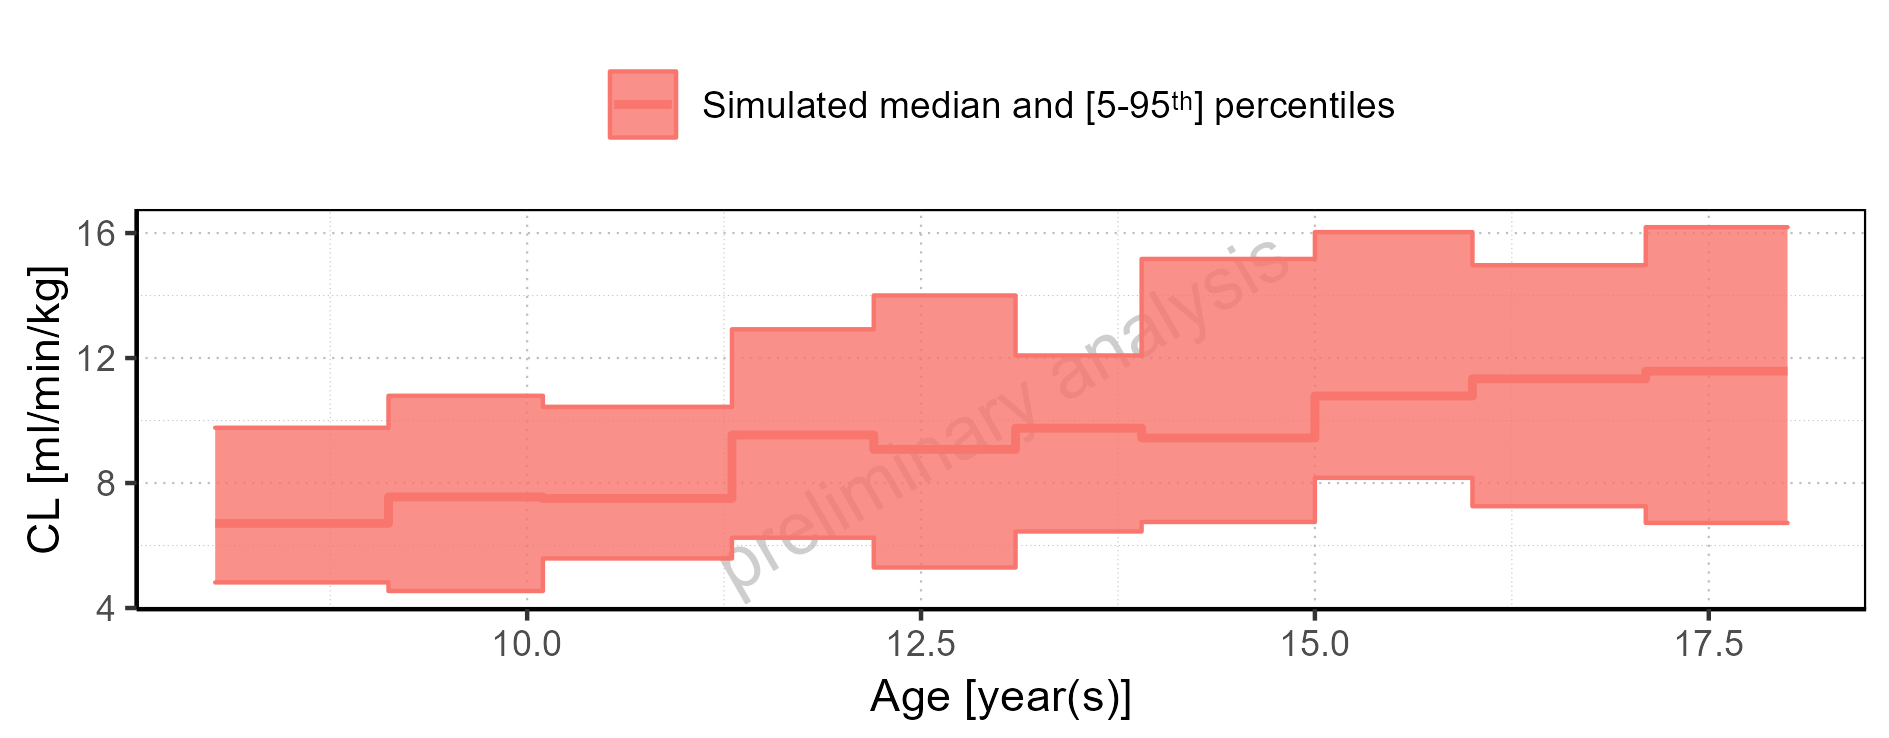 Simulated median and [5-95th] percentiles
CL [ml/min/kg]
16
12
8
4
preliminary analysis
10.0
12.5
15.0
17.5
Age [year(s)]